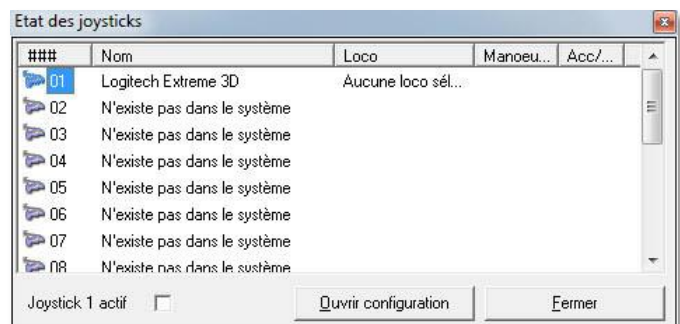 Etat des joysticks
### Nom Loco Manoeu... Acc/...
01 Logitech Extreme 3D Aucune loco sél...
02 N'existe pas dans le système
03 N'existe pas dans le système
04 N'existe pas dans le système
05 N'existe pas dans le système
06 N'existe pas dans le système
07 N'existe pas dans le système
08 N'existe pas dans le système
Joystick 1 actif Ouvrir configuration Fermer